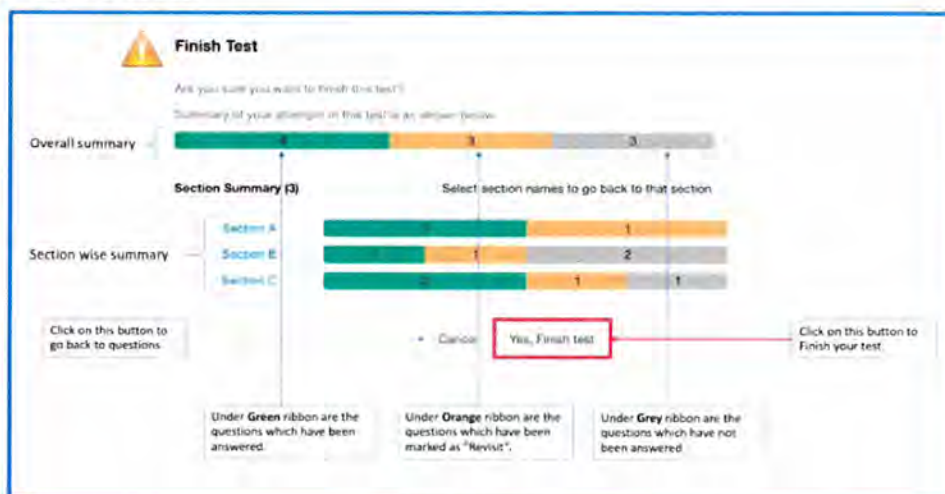 Finish Test
Are you sure you want to finish this test?
Summary of your attempts in this test is as shown below
Overall summary
4 3 3
Section Summary (3) Select section names to go back to that section
Section A 1
Section wise summary
Section B 1 2
Section C 2 1 1
Click on this button to
go back to questions
Cancel Yes, Finish test
Click on this button to
Finish your test
Under Green ribbon are the
questions which have been
answered.
Under Orange ribbon are the
questions which have been
marked as "Revisit".
Under Grey ribbon are the
questions which have not
been answered